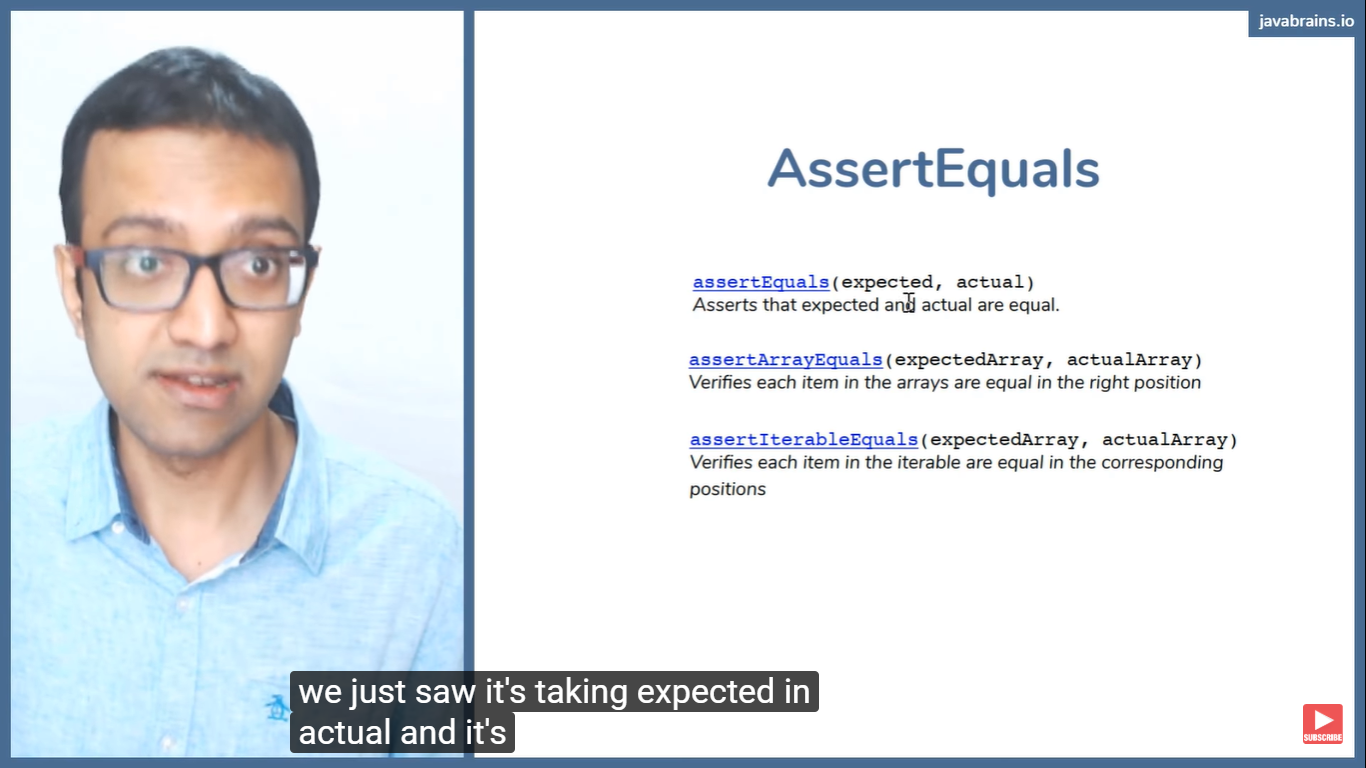 javabrains.io
AssertEquals
assertEquals(expected, actual)
Asserts that expected and actual are equal.
assertArrayEquals(expectedArray, actualArray)
Verifies each item in the arrays are equal in the right position
assertIterableEquals(expectedArray, actualArray)
Verifies each item in the iterable are equal in the corresponding
positions
we just saw it's taking expected in
actual and it's
SUBSCRIBE